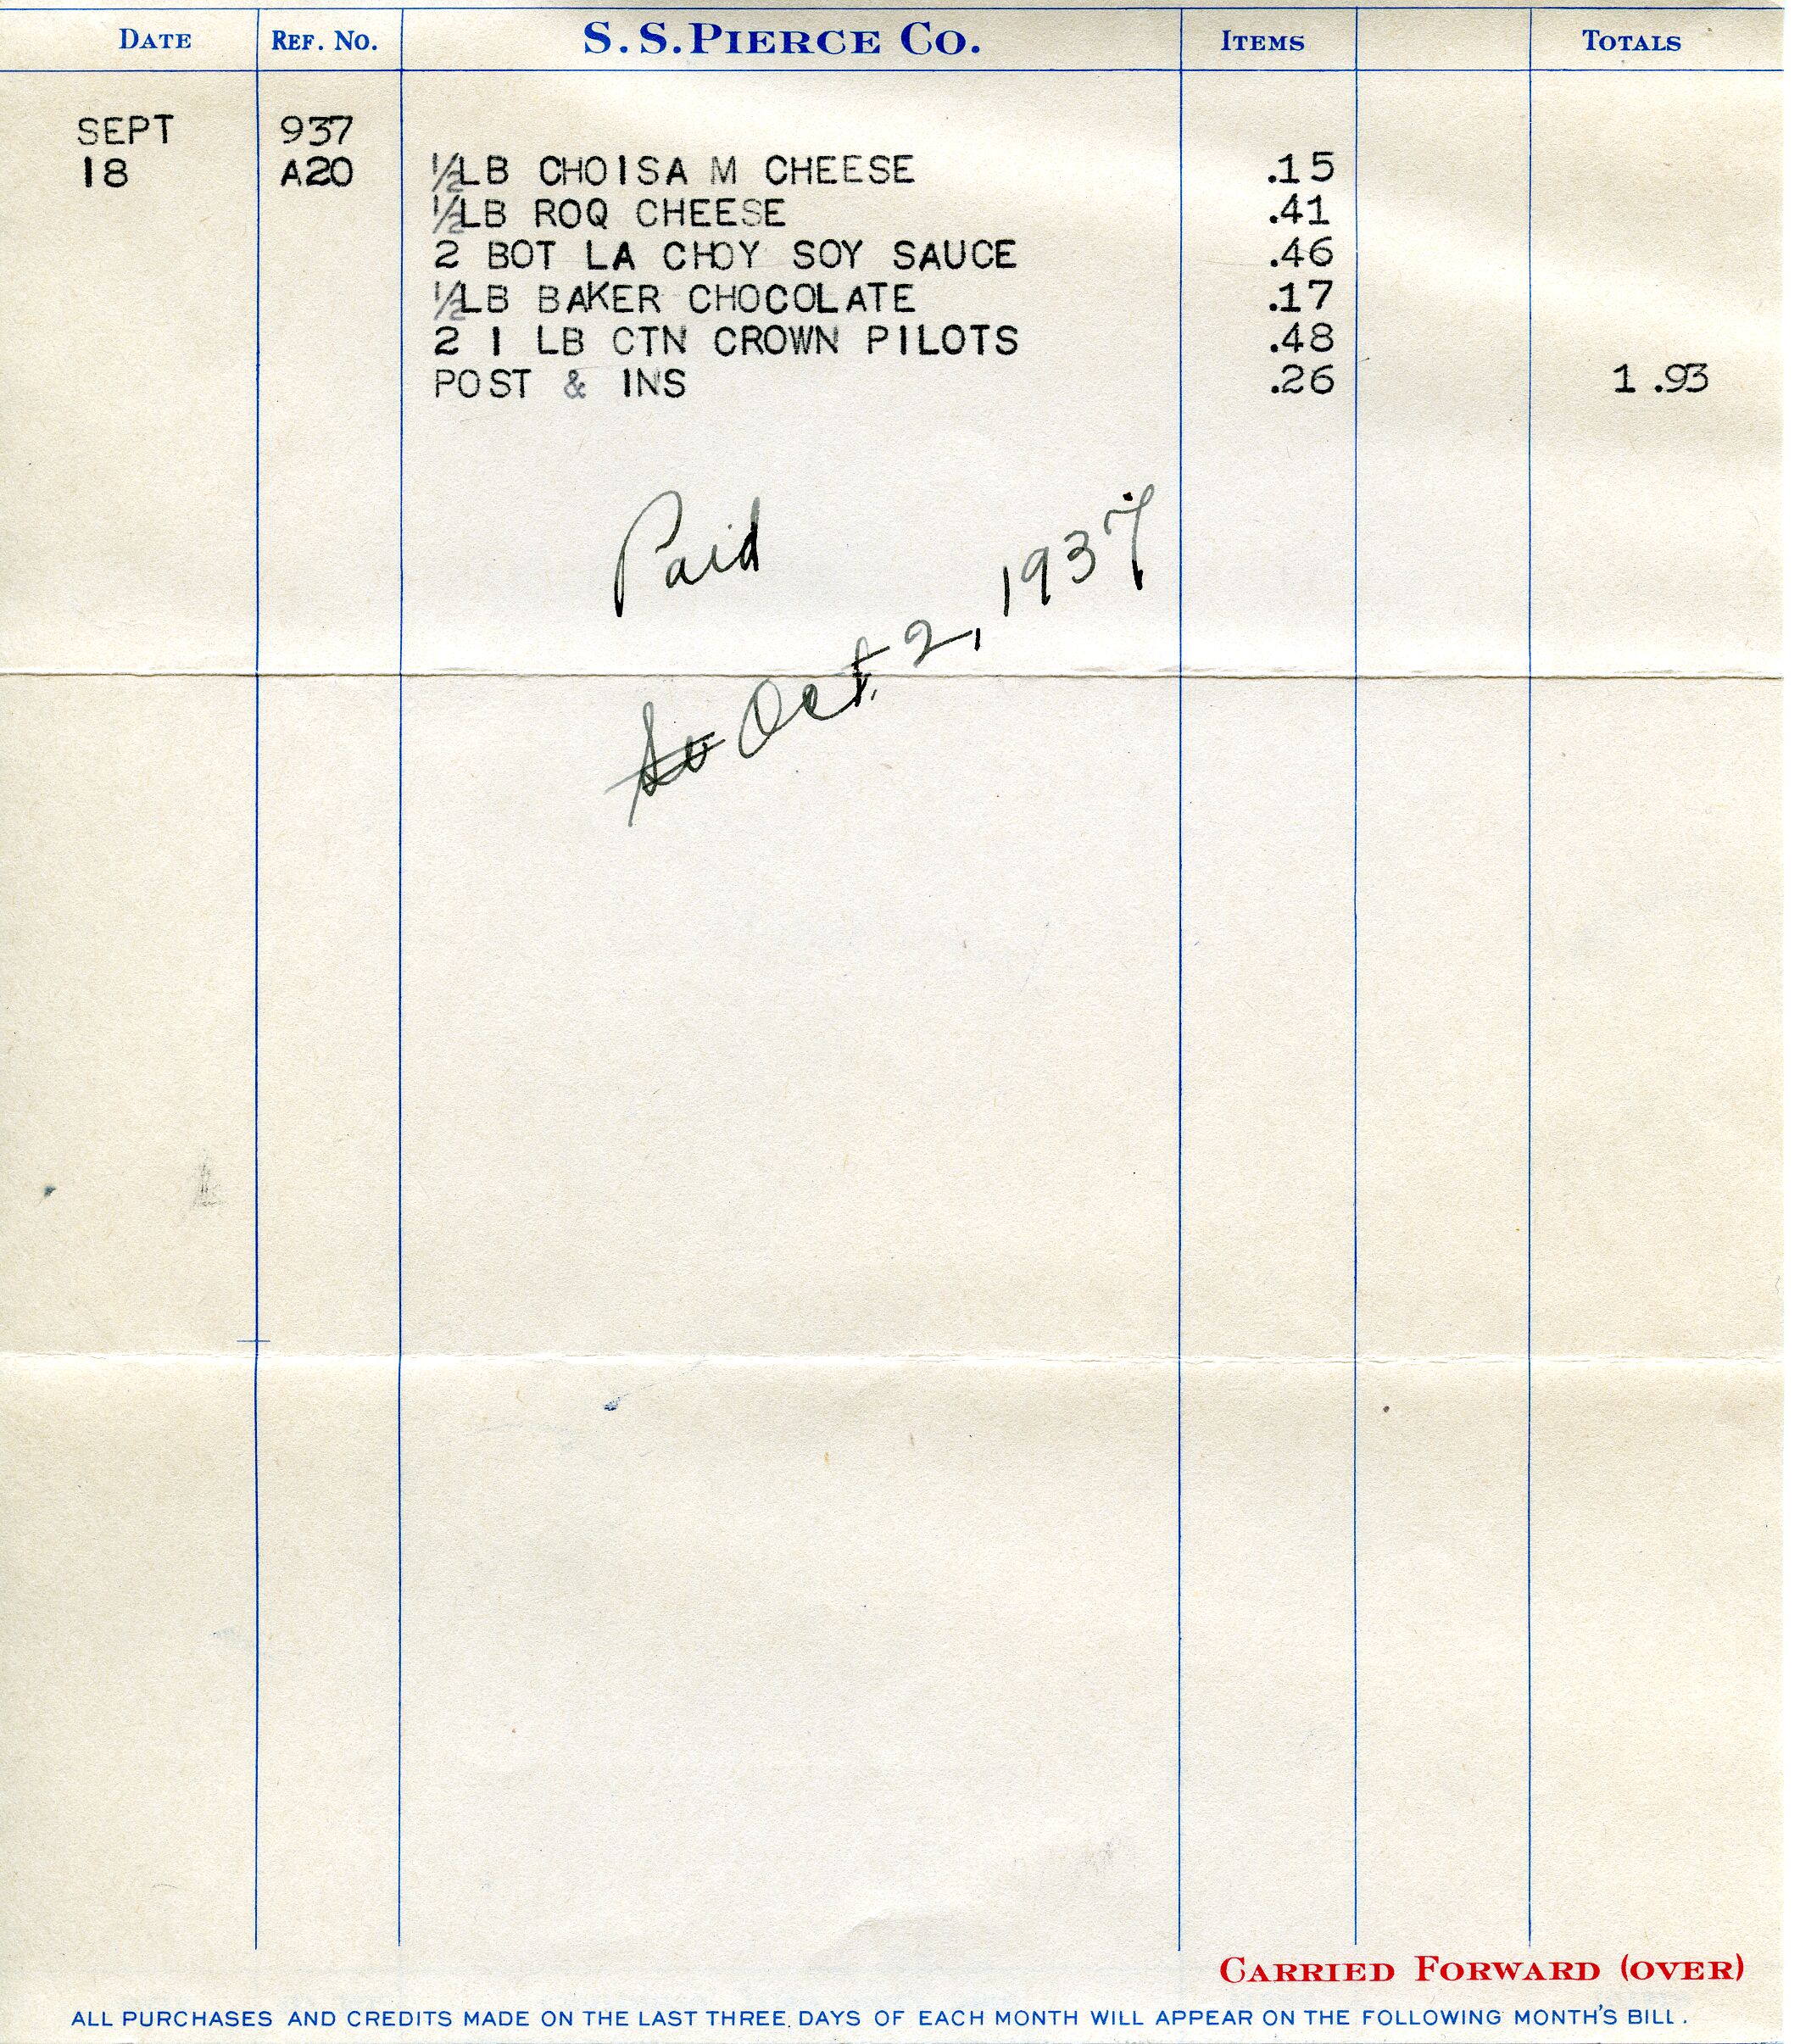 DATE REF. NO. S.S.PIERCE CO. ITEMS TOTALS
SEPT 937
18 A20 ½LB CHOISA M CHEESE .15
½LB ROQ CHEESE .41
2 BOT LA CHOY SOY SAUCE .46
½LB BAKER CHOCOLATE .17
2 1 LB CTN CROWN PILOTS .48
POST & INS .26 1.93
Paid
Oct. 2, 1937
CARRIED FORWARD (OVER)
ALL PURCHASES AND CREDITS MADE ON THE LAST THREE DAYS OF EACH MONTH WILL APPEAR ON THE FOLLOWING MONTH'S BILL.